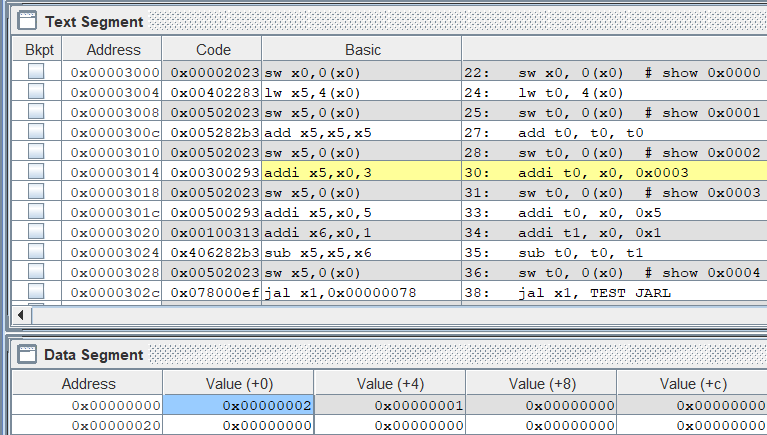 Text Segment
Bkpt Address Code Basic
0x00003000 0x00002023 sw x0,0(x0) 22: sw x0, 0(x0) # show 0x0000
0x00003004 0x00402283 lw x5,4(x0) 24: lw t0, 4(x0)
0x00003008 0x00502023 sw x5,0(x0) 25: sw t0, 0(x0) # show 0x0001
0x0000300c 0x005282b3 add x5,x5,x5 27: add t0, t0, t0
0x00003010 0x00502023 sw x5,0(x0) 28: sw t0, 0(x0) # show 0x0002
0x00003014 0x00300293 addi x5,x0,3 30: addi t0, x0, 0x0003
0x00003018 0x00502023 sw x5,0(x0) 31: sw t0, 0(x0) # show 0x0003
0x0000301c 0x00500293 addi x5,x0,5 33: addi t0, x0, 0x5
0x00003020 0x00100313 addi x6,x0,1 34: addi t1, x0, 0x1
0x00003024 0x406282b3 sub x5,x5,x6 35: sub t0, t0, t1
0x00003028 0x00502023 sw x5,0(x0) 36: sw t0, 0(x0) # show 0x0004
0x0000302c 0x078000ef jal x1,0x00000078 38: jal x1, TEST JARL
Data Segment
Address Value (+0) Value (+4) Value (+8) Value (+c)
0x00000000 0x00000002 0x00000001 0x00000000 0x00000000
0x00000020 0x00000000 0x00000000 0x00000000 0x00000000